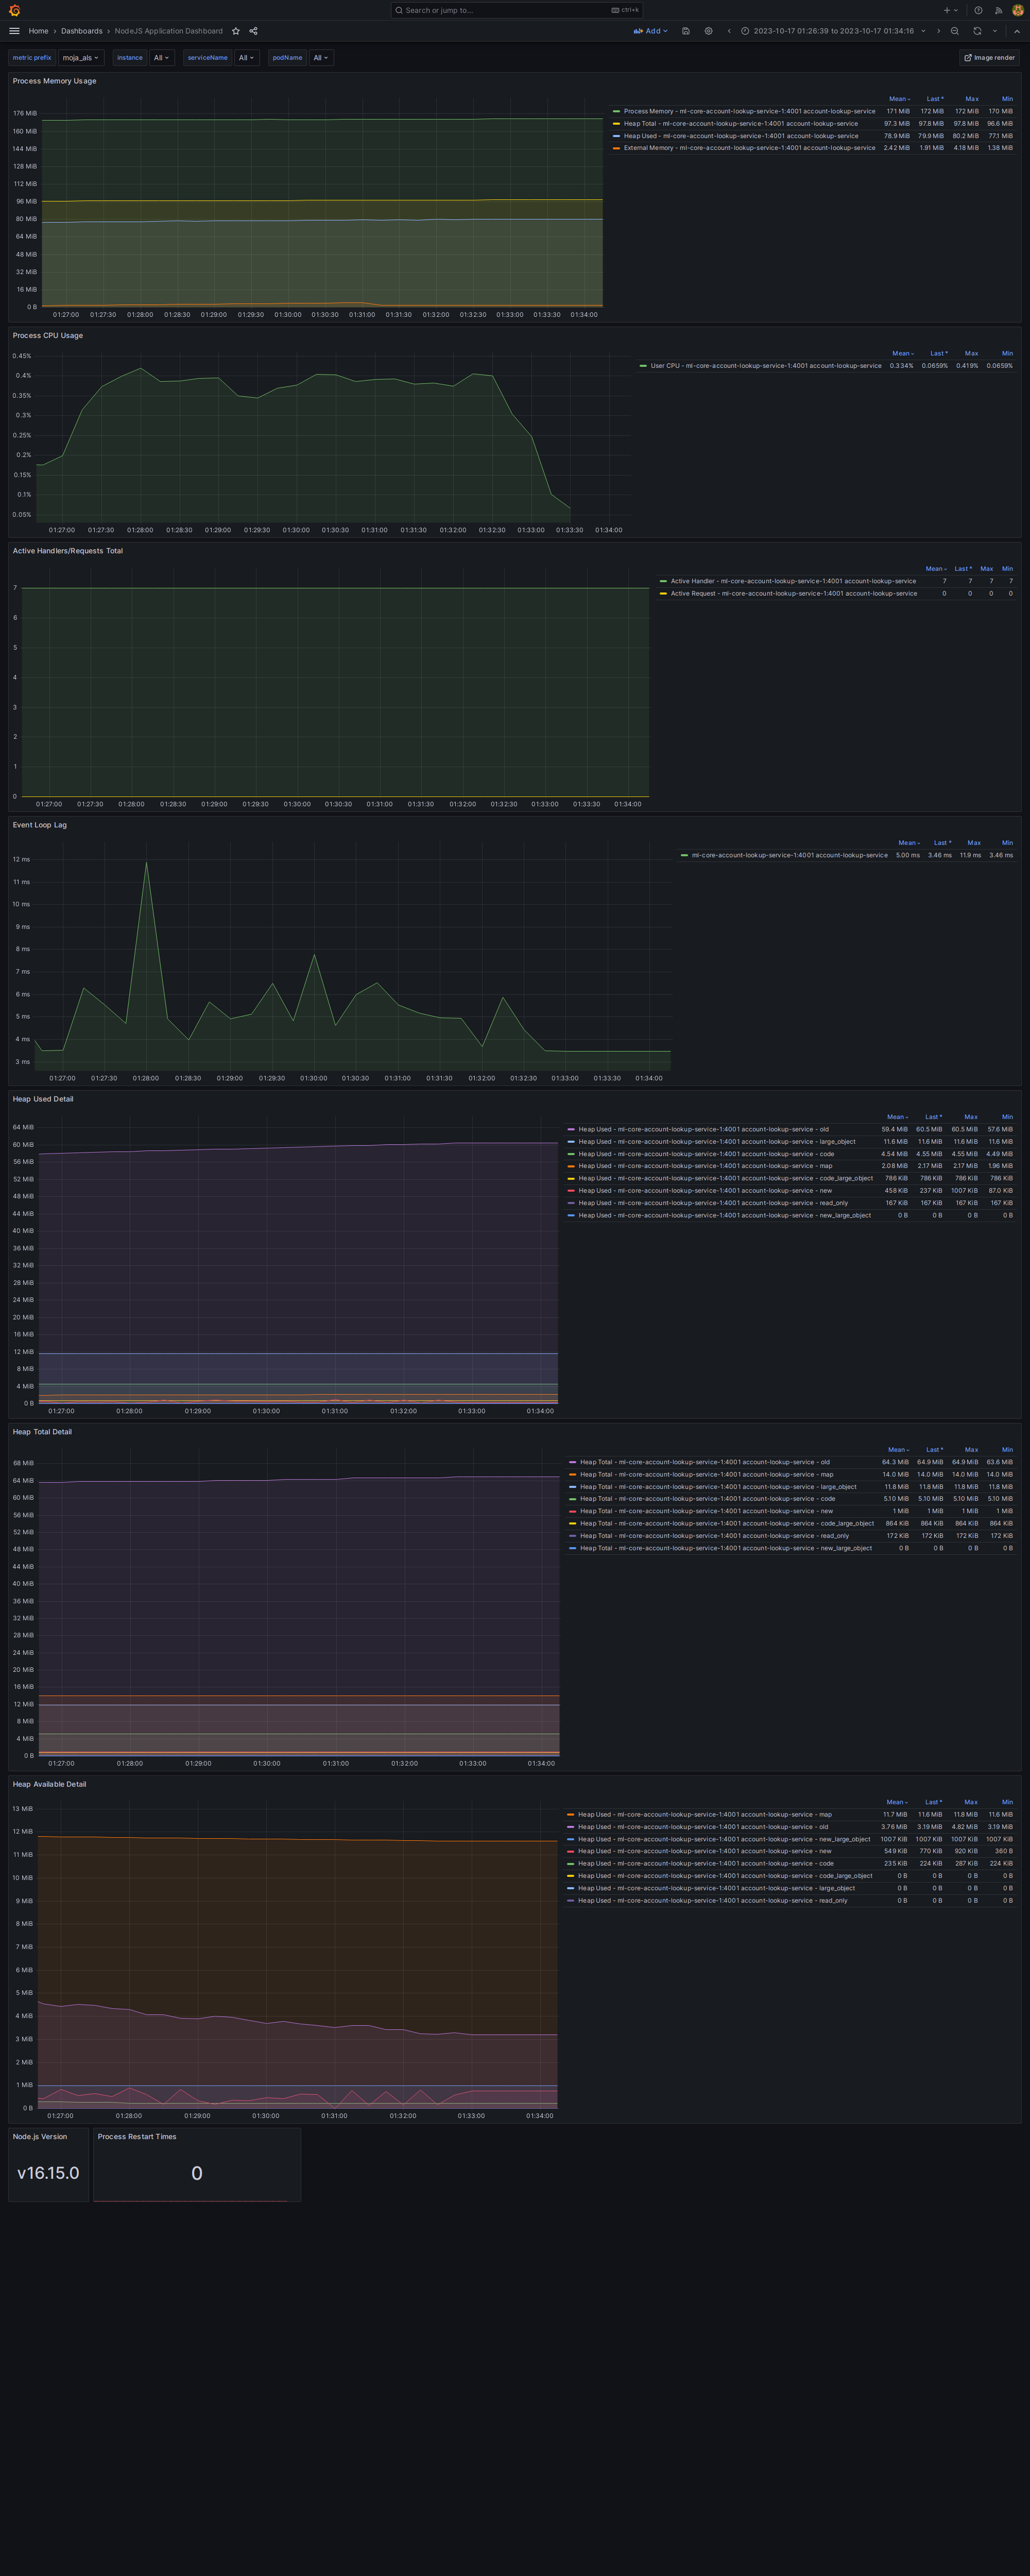 Search or jump to... ctrl+k
Home › Dashboards › NodeJS Application Dashboard Add 2023-10-17 01:26:39 to 2023-10-17 01:34:16
metric prefix moja_als instance All serviceName All podName All Image render
Process Memory Usage
176 MiB
160 MiB
144 MiB
128 MiB
112 MiB
96 MiB
80 MiB
64 MiB
48 MiB
32 MiB
16 MiB
0 B
01:27:00 01:27:30 01:28:00 01:28:30 01:29:00 01:29:30 01:30:00 01:30:30 01:31:00 01:31:30 01:32:00 01:32:30 01:33:00 01:33:30 01:34:00
Mean Last * Max Min
Process Memory - ml-core-account-lookup-service-1:4001 account-lookup-service 171 MiB 172 MiB 172 MiB 170 MiB
Heap Total - ml-core-account-lookup-service-1:4001 account-lookup-service 97.3 MiB 97.8 MiB 97.8 MiB 96.6 MiB
Heap Used - ml-core-account-lookup-service-1:4001 account-lookup-service 78.9 MiB 79.9 MiB 80.2 MiB 77.1 MiB
External Memory - ml-core-account-lookup-service-1:4001 account-lookup-service 2.42 MiB 1.91 MiB 4.18 MiB 1.38 MiB
Process CPU Usage
0.45%
0.4%
0.35%
0.3%
0.25%
0.2%
0.15%
0.1%
0.05%
01:27:00 01:27:30 01:28:00 01:28:30 01:29:00 01:29:30 01:30:00 01:30:30 01:31:00 01:31:30 01:32:00 01:32:30 01:33:00 01:33:30 01:34:00
Mean Last * Max Min
User CPU - ml-core-account-lookup-service-1:4001 account-lookup-service 0.334% 0.0659% 0.419% 0.0659%
Active Handlers/Requests Total
7
6
5
4
3
2
1
0
01:27:00 01:27:30 01:28:00 01:28:30 01:29:00 01:29:30 01:30:00 01:30:30 01:31:00 01:31:30 01:32:00 01:32:30 01:33:00 01:33:30 01:34:00
Mean Last * Max Min
Active Handler - ml-core-account-lookup-service-1:4001 account-lookup-service 7 7 7 7
Active Request - ml-core-account-lookup-service-1:4001 account-lookup-service 0 0 0 0
Event Loop Lag
12 ms
11 ms
10 ms
9 ms
8 ms
7 ms
6 ms
5 ms
4 ms
3 ms
01:27:00 01:27:30 01:28:00 01:28:30 01:29:00 01:29:30 01:30:00 01:30:30 01:31:00 01:31:30 01:32:00 01:32:30 01:33:00 01:33:30 01:34:00
Mean Last * Max Min
ml-core-account-lookup-service-1:4001 account-lookup-service 5.00 ms 3.46 ms 11.9 ms 3.46 ms
Heap Used Detail
64 MiB
60 MiB
56 MiB
52 MiB
48 MiB
44 MiB
40 MiB
36 MiB
32 MiB
28 MiB
24 MiB
20 MiB
16 MiB
12 MiB
8 MiB
4 MiB
0 B
01:27:00 01:28:00 01:29:00 01:30:00 01:31:00 01:32:00 01:33:00 01:34:00
Mean Last * Max Min
Heap Used - ml-core-account-lookup-service-1:4001 account-lookup-service - old 59.4 MiB 60.5 MiB 60.5 MiB 57.6 MiB
Heap Used - ml-core-account-lookup-service-1:4001 account-lookup-service - large_object 11.6 MiB 11.6 MiB 11.6 MiB 11.6 MiB
Heap Used - ml-core-account-lookup-service-1:4001 account-lookup-service - code 4.54 MiB 4.55 MiB 4.55 MiB 4.49 MiB
Heap Used - ml-core-account-lookup-service-1:4001 account-lookup-service - map 2.08 MiB 2.17 MiB 2.17 MiB 1.96 MiB
Heap Used - ml-core-account-lookup-service-1:4001 account-lookup-service - code_large_object 786 KiB 786 KiB 786 KiB 786 KiB
Heap Used - ml-core-account-lookup-service-1:4001 account-lookup-service - new 458 KiB 237 KiB 1007 KiB 87.0 KiB
Heap Used - ml-core-account-lookup-service-1:4001 account-lookup-service - read_only 167 KiB 167 KiB 167 KiB 167 KiB
Heap Used - ml-core-account-lookup-service-1:4001 account-lookup-service - new_large_object 0 B 0 B 0 B 0 B
Heap Total Detail
68 MiB
64 MiB
60 MiB
56 MiB
52 MiB
48 MiB
44 MiB
40 MiB
36 MiB
32 MiB
28 MiB
24 MiB
20 MiB
16 MiB
12 MiB
8 MiB
4 MiB
0 B
01:27:00 01:28:00 01:29:00 01:30:00 01:31:00 01:32:00 01:33:00 01:34:00
Mean Last * Max Min
Heap Total - ml-core-account-lookup-service-1:4001 account-lookup-service - old 64.3 MiB 64.9 MiB 64.9 MiB 63.6 MiB
Heap Total - ml-core-account-lookup-service-1:4001 account-lookup-service - map 14.0 MiB 14.0 MiB 14.0 MiB 14.0 MiB
Heap Total - ml-core-account-lookup-service-1:4001 account-lookup-service - large_object 11.8 MiB 11.8 MiB 11.8 MiB 11.8 MiB
Heap Total - ml-core-account-lookup-service-1:4001 account-lookup-service - code 5.10 MiB 5.10 MiB 5.10 MiB 5.10 MiB
Heap Total - ml-core-account-lookup-service-1:4001 account-lookup-service - new 1 MiB 1 MiB 1 MiB 1 MiB
Heap Total - ml-core-account-lookup-service-1:4001 account-lookup-service - code_large_object 864 KiB 864 KiB 864 KiB 864 KiB
Heap Total - ml-core-account-lookup-service-1:4001 account-lookup-service - read_only 172 KiB 172 KiB 172 KiB 172 KiB
Heap Total - ml-core-account-lookup-service-1:4001 account-lookup-service - new_large_object 0 B 0 B 0 B 0 B
Heap Available Detail
13 MiB
12 MiB
11 MiB
10 MiB
9 MiB
8 MiB
7 MiB
6 MiB
5 MiB
4 MiB
3 MiB
2 MiB
1 MiB
0 B
01:27:00 01:28:00 01:29:00 01:30:00 01:31:00 01:32:00 01:33:00 01:34:00
Mean Last * Max Min
Heap Used - ml-core-account-lookup-service-1:4001 account-lookup-service - map 11.7 MiB 11.6 MiB 11.8 MiB 11.6 MiB
Heap Used - ml-core-account-lookup-service-1:4001 account-lookup-service - old 3.76 MiB 3.19 MiB 4.82 MiB 3.19 MiB
Heap Used - ml-core-account-lookup-service-1:4001 account-lookup-service - new_large_object 1007 KiB 1007 KiB 1007 KiB 1007 KiB
Heap Used - ml-core-account-lookup-service-1:4001 account-lookup-service - new 549 KiB 770 KiB 920 KiB 360 B
Heap Used - ml-core-account-lookup-service-1:4001 account-lookup-service - code 235 KiB 224 KiB 287 KiB 224 KiB
Heap Used - ml-core-account-lookup-service-1:4001 account-lookup-service - code_large_object 0 B 0 B 0 B 0 B
Heap Used - ml-core-account-lookup-service-1:4001 account-lookup-service - large_object 0 B 0 B 0 B 0 B
Heap Used - ml-core-account-lookup-service-1:4001 account-lookup-service - read_only 0 B 0 B 0 B 0 B
Node.js Version Process Restart Times
v16.15.0 0